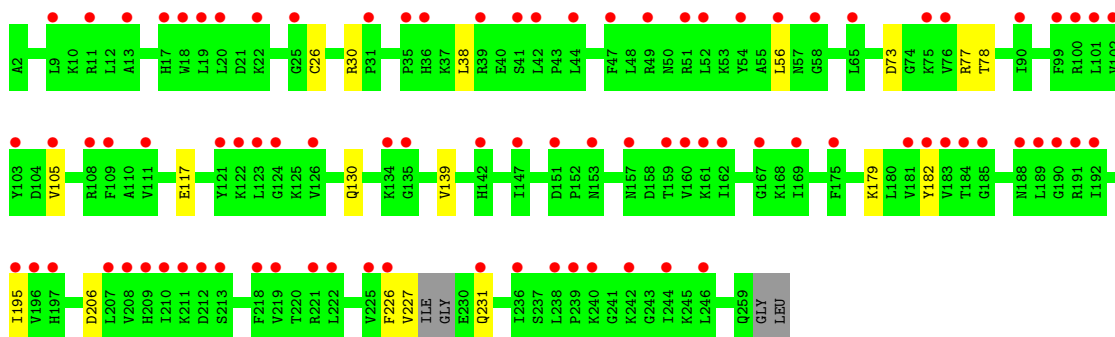 A2 L9 K10 R11 L12 A13 H17 W18 L19 L20 D21 K22 G25 C26 R30 P31 P35 H36 K37 L38 R39 E40 S41 L42 P43 L44 F47 L48 R49 N50 R51 L52 K53 Y54 A55 L56 N57 G58 L65 D73 G74 K75 V76 R77 T78 I90 F99 R100 L101 V102
Y103 D104 V105 R108 F109 A110 V111 E117 Y121 K122 L123 G124 K125 V126 Q130 K134 G135 V139 H142 I147 D151 P152 N153 N157 D158 T159 V160 K161 I162 G167 K168 I169 F175 K179 L180 V181 Y182 V183 T184 G185 N188 L189 G190 R191 I192
I195 V196 H197 D206 L207 V208 H209 I210 K211 D212 S213 F218 V219 T220 R221 L222 V225 F226 V227 ILE GLY E230 Q231 I236 S237 L238 P239 K240 G241 K242 G243 I244 K245 L246 Q259 GLY LEU